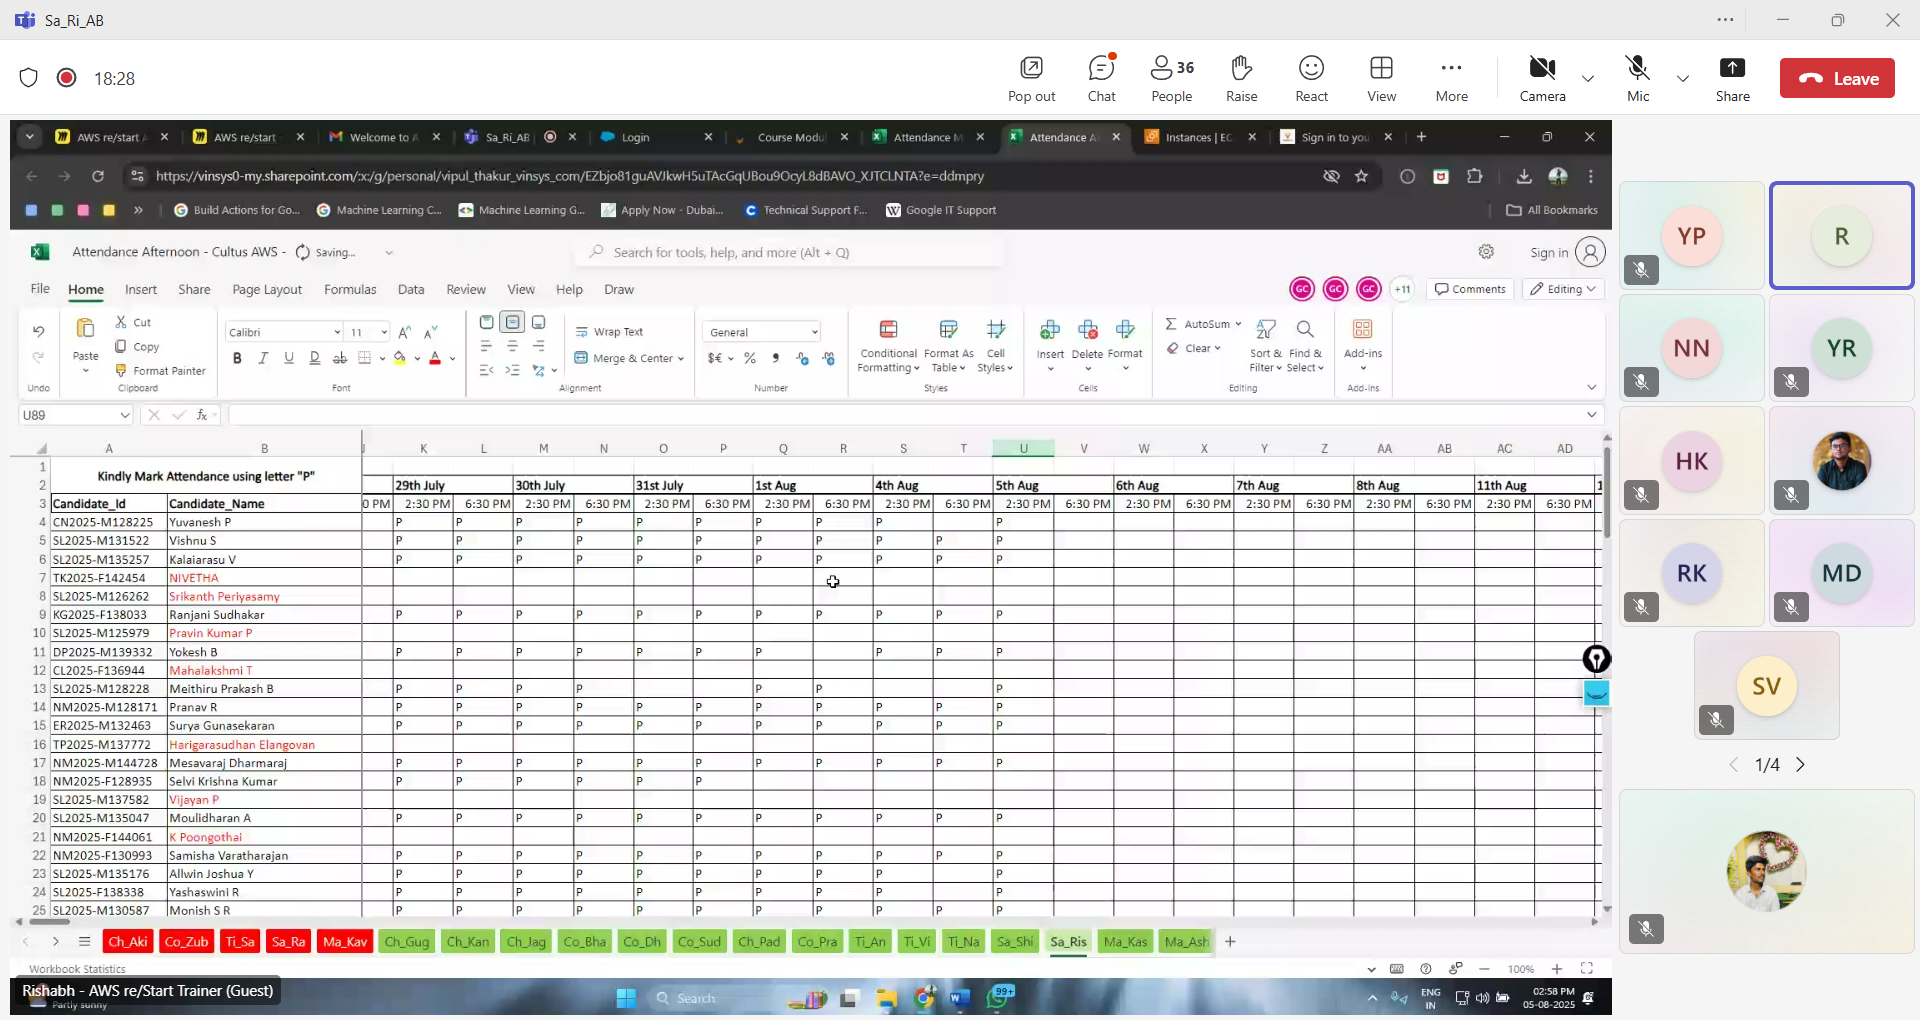 Sa_Ri_AB
18:28
Pop out
Chat
36
People
Raise
React
View
More
Camera
Mic
Share
Leave
AWS re/start
AWS re/start
Welcome to A
Sa_Ri_AB
Login
Course Modul
Attendance M
Attendance A
Instances | EC
Sign in to you
https://vinsys0-my.sharepoint.com/:x:/g/personal/vipul_thakur_vinsys_com/EZbjo81guAVJkwH5uTAcGqUBou9OcyL8dBAVO_XJTCLNTA?e=ddmpry
Build Actions for Go...
Machine Learning C...
Machine Learning G...
Apply Now - Dubai...
Technical Support F...
Google IT Support
All Bookmarks
Attendance Afternoon - Cultus AWS - Saving...
Search for tools, help, and more (Alt + Q)
Sign in
File Home Insert Share Page Layout Formulas Data Review View Help Draw
GC GC GC +11
Comments
Editing
Paste
Cut
Copy
Format Painter
Calibri 11
Wrap Text
Merge & Center
General
Conditional Formatting
Format As Table
Cell Styles
Insert Delete Format
AutoSum
Clear
Sort & Filter
Find & Select
Add-ins
Undo Clipboard Font Alignment Number Styles Cells Editing Add-ins
U89
fx
A B J K L M N O P Q R S T U V W X Y Z AA AB AC AD
1 Kindly Mark Attendance using letter "P"
2 29th July 30th July 31st July 1st Aug 4th Aug 5th Aug 6th Aug 7th Aug 8th Aug 11th Aug 1
3 Candidate_Id Candidate_Name 0 PM 2:30 PM 6:30 PM 2:30 PM 6:30 PM 2:30 PM 6:30 PM 2:30 PM 6:30 PM 2:30 PM 6:30 PM 2:30 PM 6:30 PM 2:30 PM 6:30 PM 2:30 PM 6:30 PM 2:30 PM 6:30 PM 2:30 PM 6:30 PM
4 CN2025-M128225 Yuvanesh P P P P P P P P P P P
5 SL2025-M131522 Vishnu S P P P P P P P P P P P
6 SL2025-M135257 Kalaiarasu V P P P P P P P P P P P
7 TK2025-F142454 NIVETHA
8 SL2025-M126262 Srikanth Periyasamy
9 KG2025-F138033 Ranjani Sudhakar P P P P P P P P P P P
10 SL2025-M125979 Pravin Kumar P
11 DP2025-M139332 Yokesh B P P P P P P P P P P
12 CL2025-F136944 Mahalakshmi T
13 SL2025-M128228 Meithiru Prakash B P P P P P P P
14 NM2025-M128171 Pranav R P P P P P P P P P P P
15 ER2025-M132463 Surya Gunasekaran P P P P P P P P P P P
16 TP2025-M137772 Harigarasudhan Elangovan
17 NM2025-M144728 Mesavaraj Dharmaraj P P P P P P P P P P P
18 NM2025-F128935 Selvi Krishna Kumar P P P P P P
19 SL2025-M137582 Vijayan P
20 SL2025-M135047 Moulidharan A P P P P P P P P P P P
21 NM2025-F144061 K Poongothai
22 NM2025-F130993 Samisha Varatharajan P P P P P P P P P P P
23 SL2025-M135176 Allwin Joshua Y P P P P P P P P P P
24 SL2025-F138338 Yashaswini R P P P P P P P P P P
25 SL2025-M130587 Monish S R P P P P P P P P P P P
Ch_Aki Co_Zub Ti_Sa Sa_Ra Ma_Kav Ch_Gug Ch_Kan Ch_Jag Co_Bha Co_Dh Co_Sud Ch_Pad Co_Pra Ti_An Ti_Vi Ti_Na Sa_Shi Sa_Ris Ma_Kas Ma_Ash
Workbook Statistics
100%
Rishabh - AWS re/Start Trainer (Guest)
Partly sunny
Search
99+
ENG
IN
02:58 PM
05-08-2025
YP
R
NN
YR
HK
RK
MD
SV
1/4